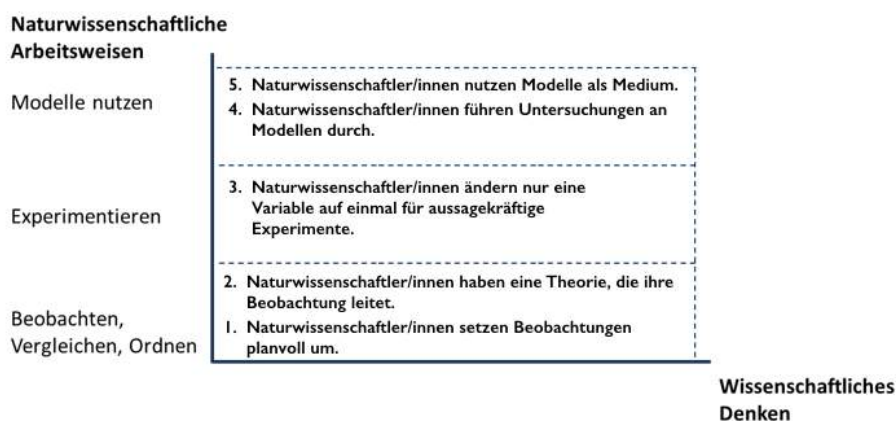 Naturwissenschaftliche
Arbeitsweisen
Modelle nutzen
5. Naturwissenschaftler/innen nutzen Modelle als Medium.
4. Naturwissenschaftler/innen führen Untersuchungen an
Modellen durch.
Experimentieren
3. Naturwissenschaftler/innen ändern nur eine
Variable auf einmal für aussagekräftige
Experimente.
Beobachten,
Vergleichen, Ordnen
2. Naturwissenschaftler/innen haben eine Theorie, die ihre
Beobachtung leitet.
1. Naturwissenschaftler/innen setzen Beobachtungen
planvoll um.
Wissenschaftliches
Denken